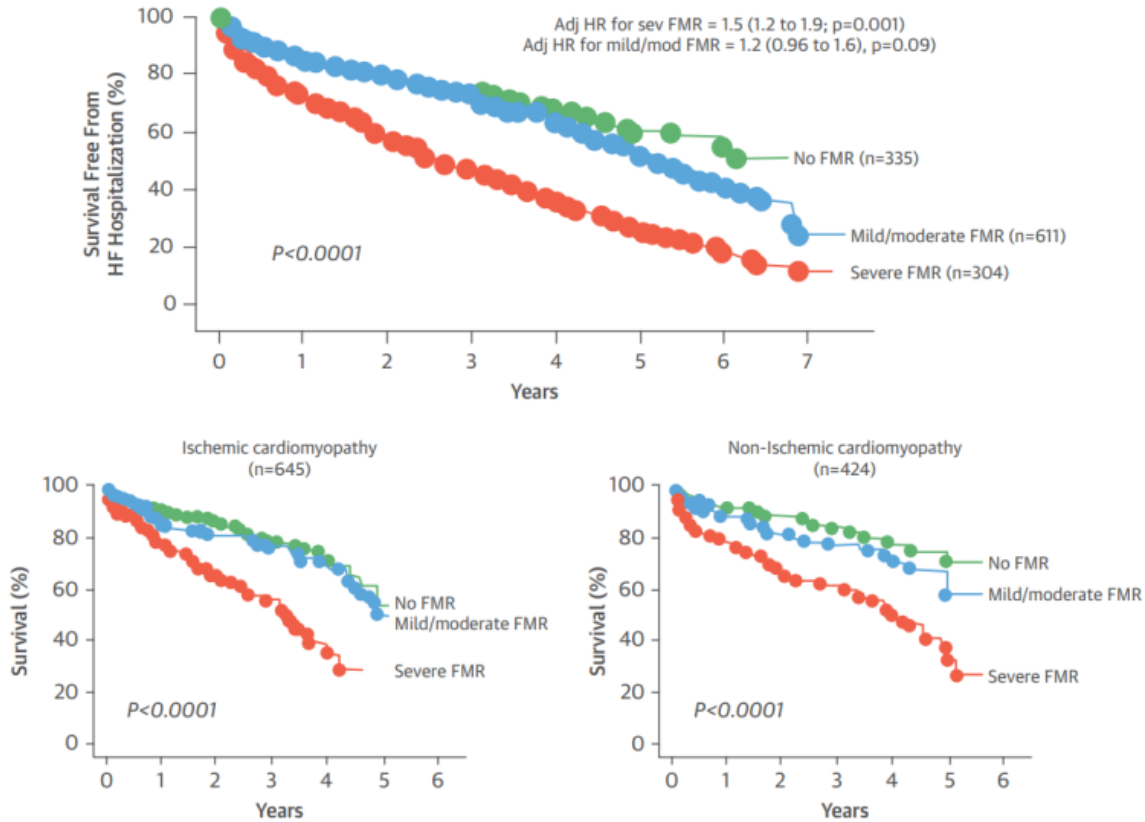 Adj HR for sev FMR = 1.5 (1.2 to 1.9; p=0.001)
Adj HR for mild/mod FMR = 1.2 (0.96 to 1.6), p=0.09)
Survival Free From
HF Hospitalization (%)
100
80
60
40
20
0
No FMR (n=335)
Mild/moderate FMR (n=611)
Severe FMR (n=304)
P<0.0001
0 1 2 3 4 5 6 7
Years
Ischemic cardiomyopathy
(n=645)
Survival (%)
100
80
60
40
20
0
No FMR
Mild/moderate FMR
Severe FMR
P<0.0001
0 1 2 3 4 5 6
Years
Non-Ischemic cardiomyopathy
(n=424)
Survival (%)
100
80
60
40
20
0
No FMR
Mild/moderate FMR
Severe FMR
P<0.0001
0 1 2 3 4 5 6
Years